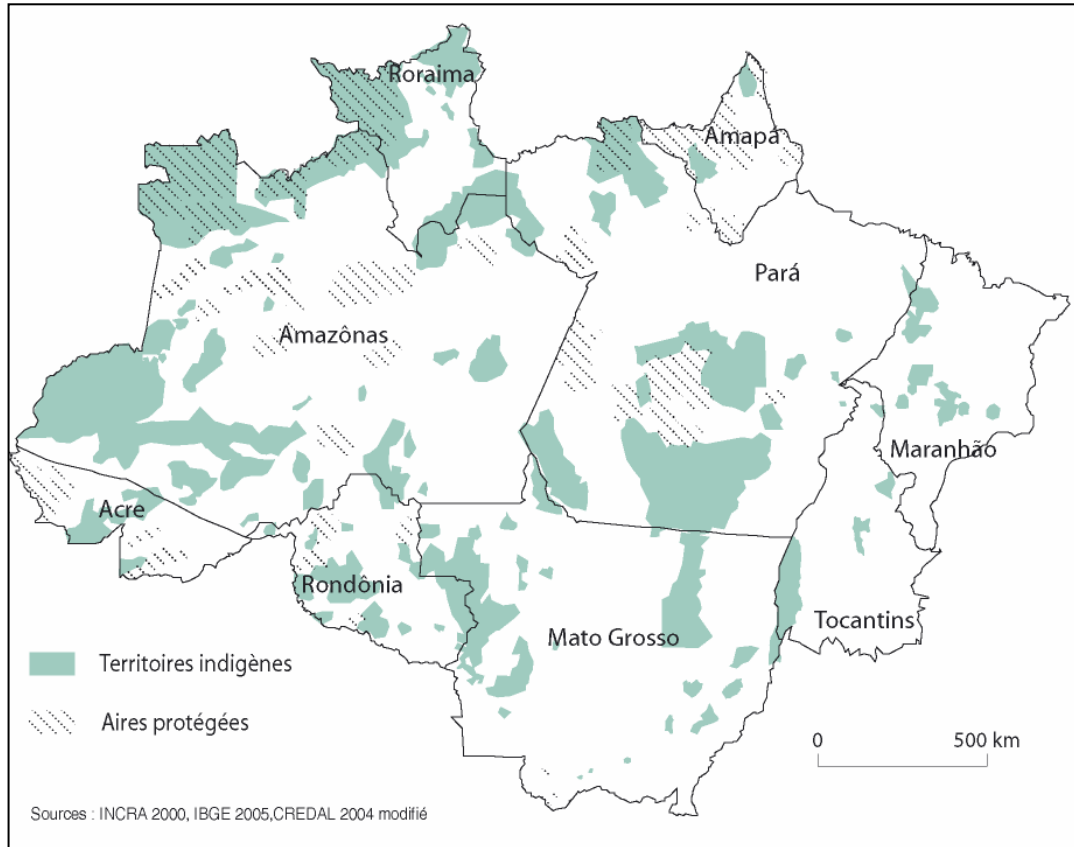 Roraima
Amapá
Pará
Amazônas
Maranhão
Acre
Rondônia
Tocantins
Mato Grosso
Territoires indigènes
Aires protégées
0 500 km
Sources : INCRA 2000, IBGE 2005,CREDAL 2004 modifié